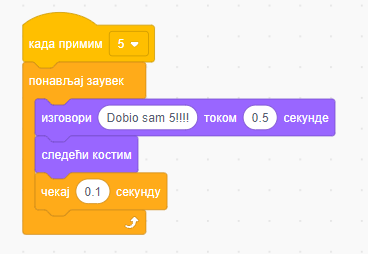 када примим 5
понављај заувек
изговори Dobio sam 5!!!! током 0.5 секунде
следећи костим
чекај 0.1 секунду